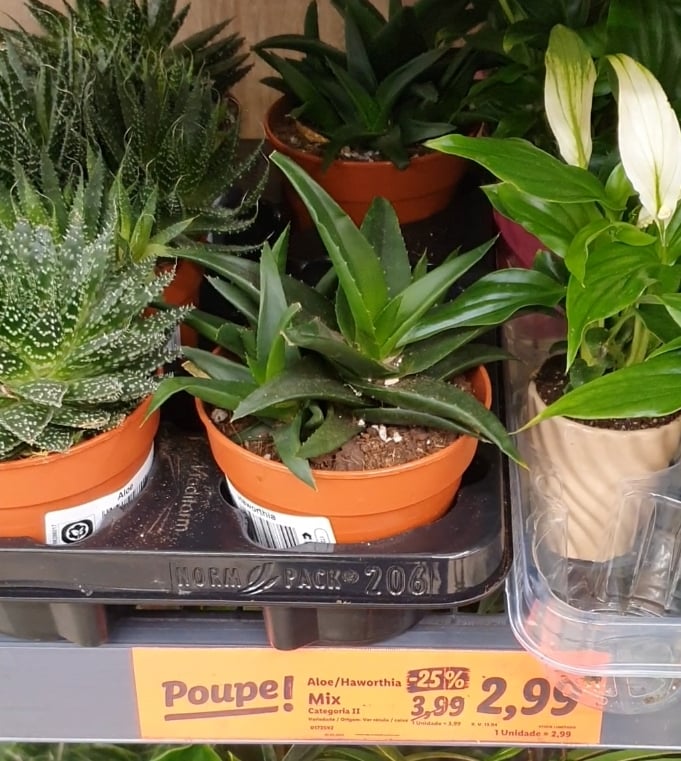 Aloe
Haworthia
NORM PACK® 206
Poupe!
Aloe/Haworthia
Mix
Categoria II
-25%
3,99
1 Unidade = 3,99
2,99
1 Unidade = 2,99